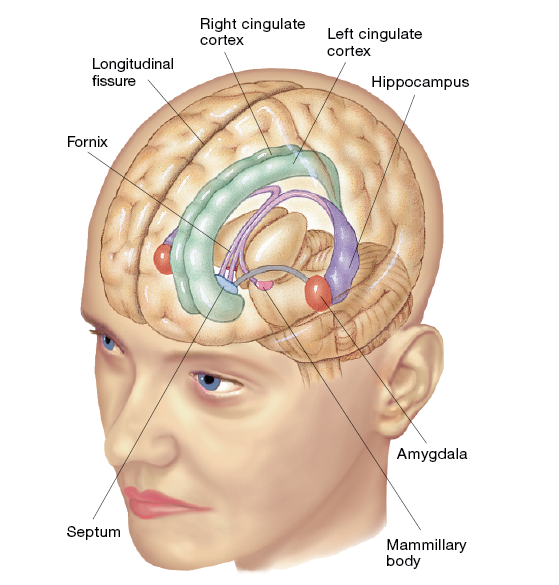 Right cingulate
cortex
Left cingulate
cortex
Longitudinal
fissure
Hippocampus
Fornix
Amygdala
Septum
Mammillary
body